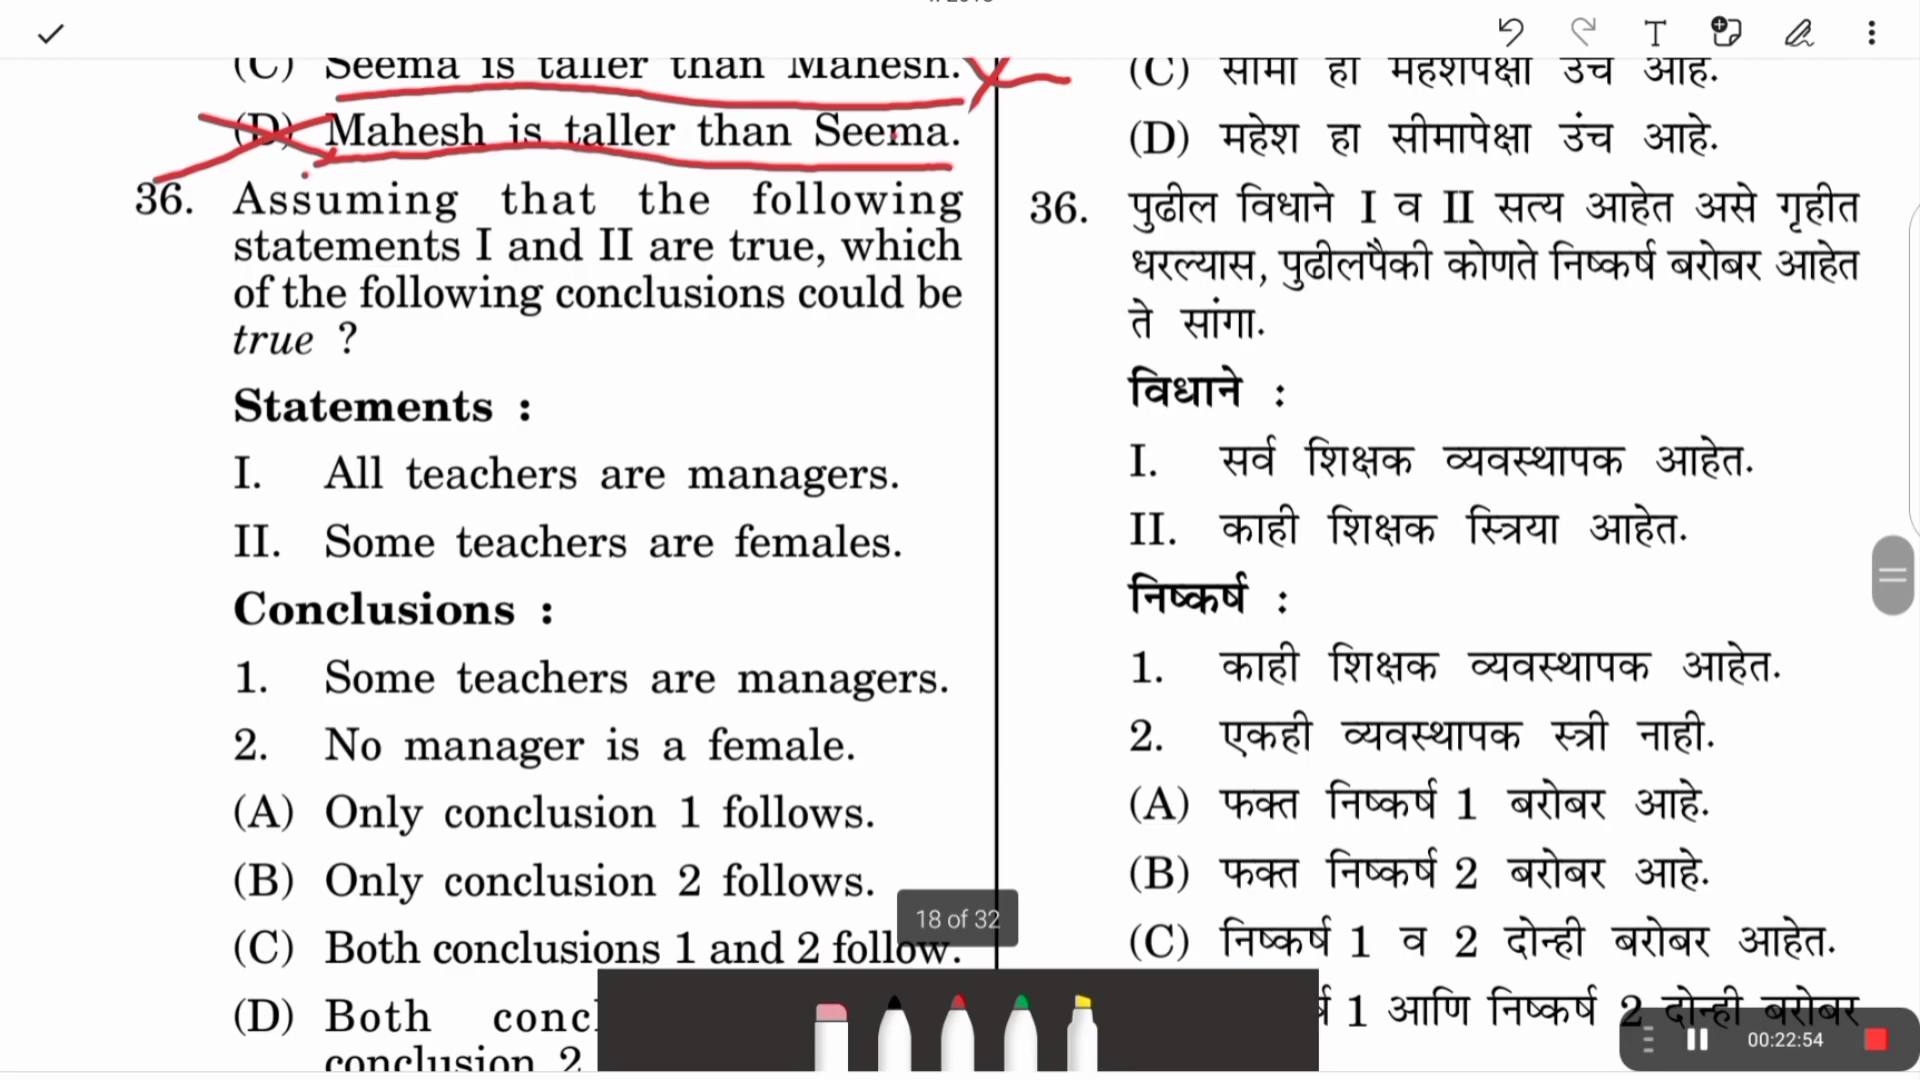 (C) Seema is taller than Mahesh.
(D) Mahesh is taller than Seema.
36. Assuming that the following
statements I and II are true, which
of the following conclusions could be
true ?
Statements :
I. All teachers are managers.
II. Some teachers are females.
Conclusions :
1. Some teachers are managers.
2. No manager is a female.
(A) Only conclusion 1 follows.
(B) Only conclusion 2 follows.
(C) Both conclusions 1 and 2 follow.
(D) Both
conclusion 2
(C) सीमा ही महेशपेक्षा उंच आहे.
(D) महेश हा सीमापेक्षा उंच आहे.
36. पुढील विधाने I व II सत्य आहेत असे गृहीत
धरल्यास, पुढीलपैकी कोणते निष्कर्ष बरोबर आहेत
ते सांगा.
विधाने :
I. सर्व शिक्षक व्यवस्थापक आहेत.
II. काही शिक्षक स्त्रिया आहेत.
निष्कर्ष :
1. काही शिक्षक व्यवस्थापक आहेत.
2. एकही व्यवस्थापक स्त्री नाही.
(A) फक्त निष्कर्ष 1 बरोबर आहे.
(B) फक्त निष्कर्ष 2 बरोबर आहे.
(C) निष्कर्ष 1 व 2 दोन्ही बरोबर आहेत.
1 आणि निष्कर्ष 2 दोन्ही बरोबर
18 of 32
00:22:54